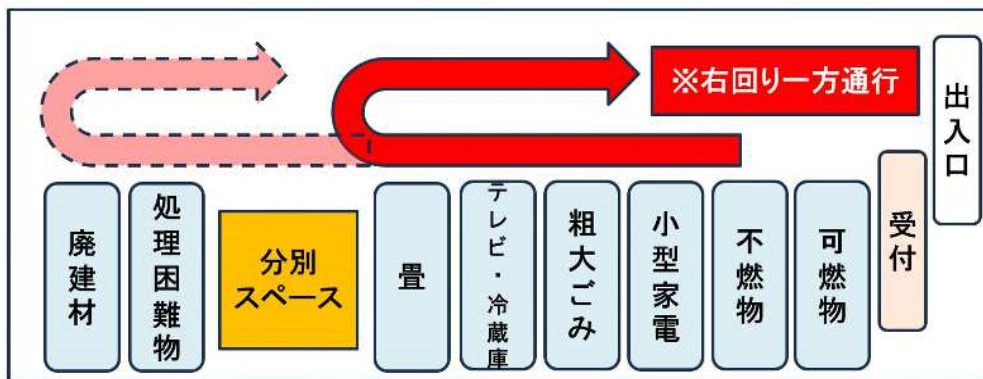 ※右回り一方通行
出入口
受付
廃建材
処理困難物
分別
スペース
畳
テレビ・冷蔵庫
粗大ごみ
小型家電
不燃物
可燃物